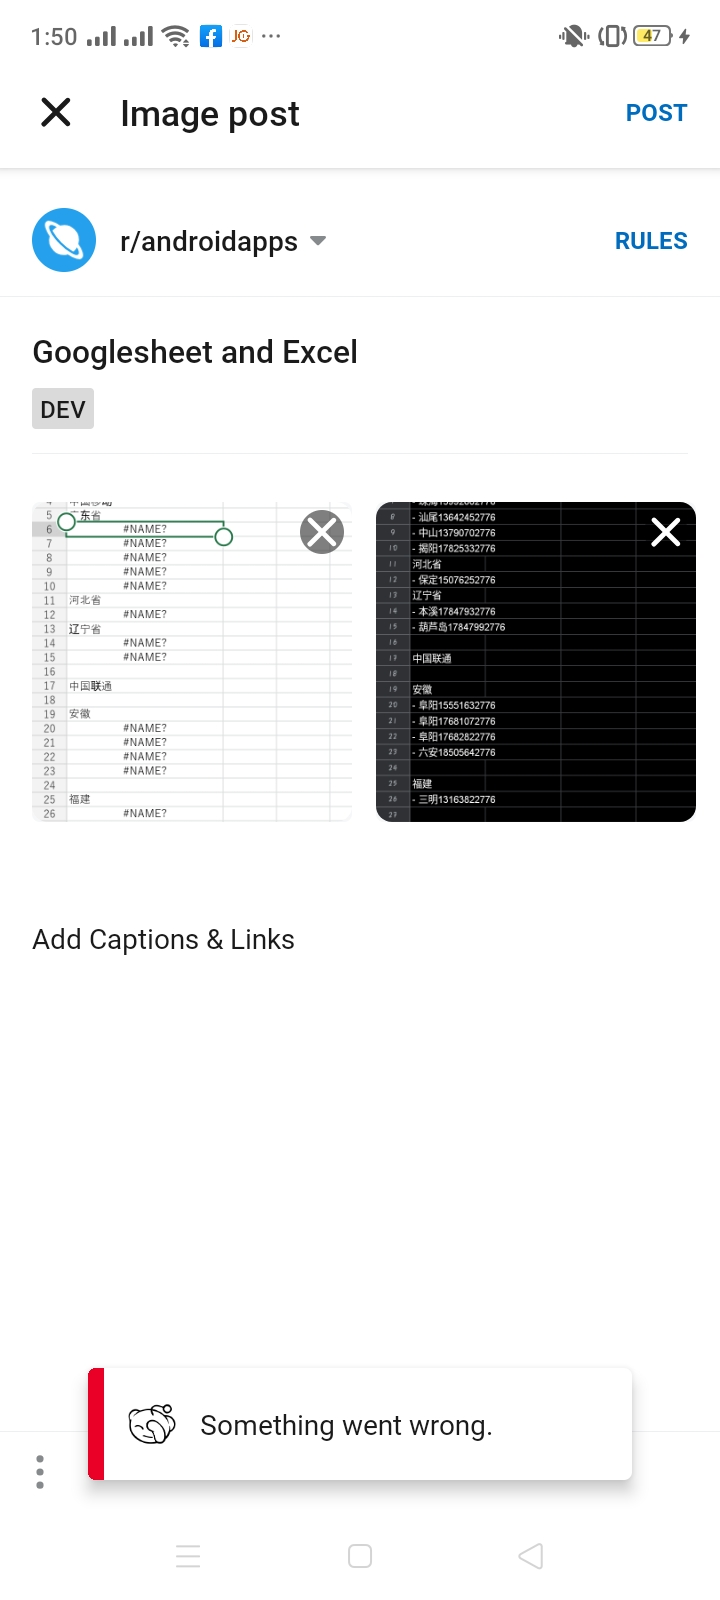 1:50
JG
47
Image post
POST
r/androidapps
RULES
Googlesheet and Excel
DEV
5 东省
6 #NAME?
7 #NAME?
8 #NAME?
9 #NAME?
10 #NAME?
11 河北省
12 #NAME?
13 辽宁省
14 #NAME?
15 #NAME?
16
17 中国联通
18
19 安徽
20 #NAME?
21 #NAME?
22 #NAME?
23 #NAME?
24
25 福建
26 #NAME?
8 - 汕尾13642452776
9 - 中山13790702776
10 - 揭阳17825332776
11 河北省
12 - 保定15076252776
13 辽宁省
14 - 本溪17847932776
15 - 葫芦岛17847992776
16
17 中国联通
18
19 安徽
20 - 阜阳15551632776
21 - 阜阳17681072776
22 - 阜阳17682822776
23 - 六安18505642776
24
25 福建
26 - 三明13163822776
27
Add Captions & Links
Something went wrong.